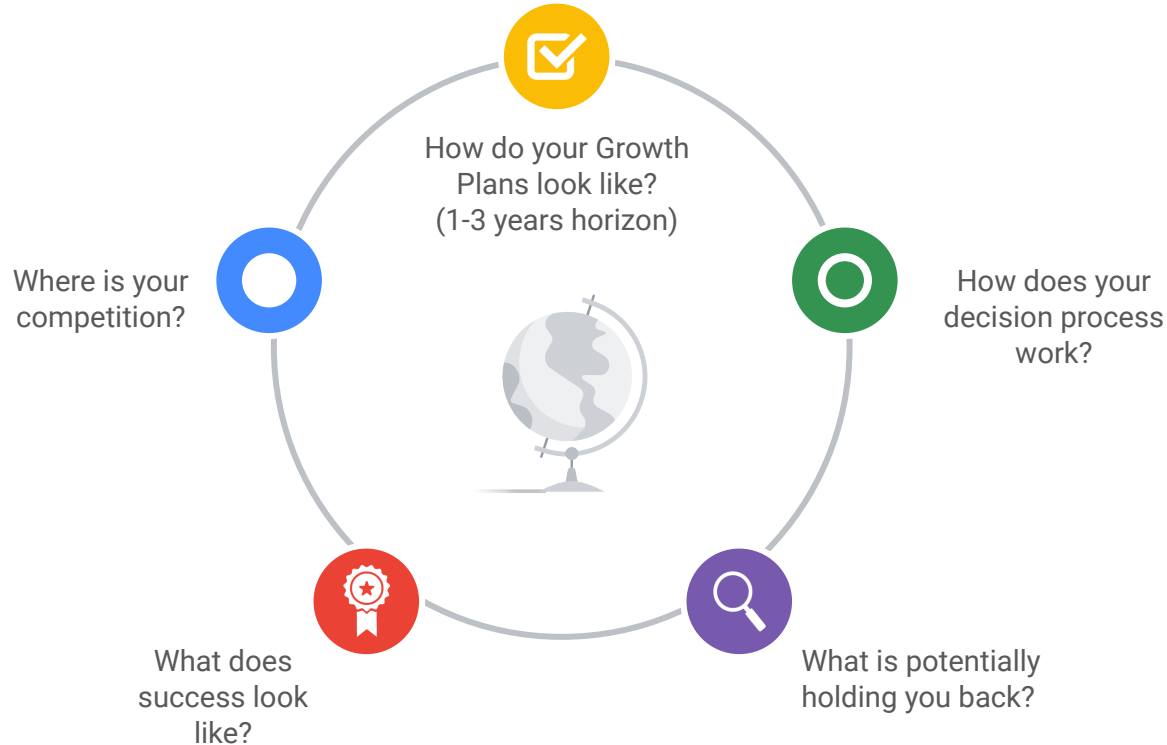 How do your Growth
Plans look like?
(1-3 years horizon)
Where is your
competition?
How does your
decision process
work?
What does
success look
like?
What is potentially
holding you back?